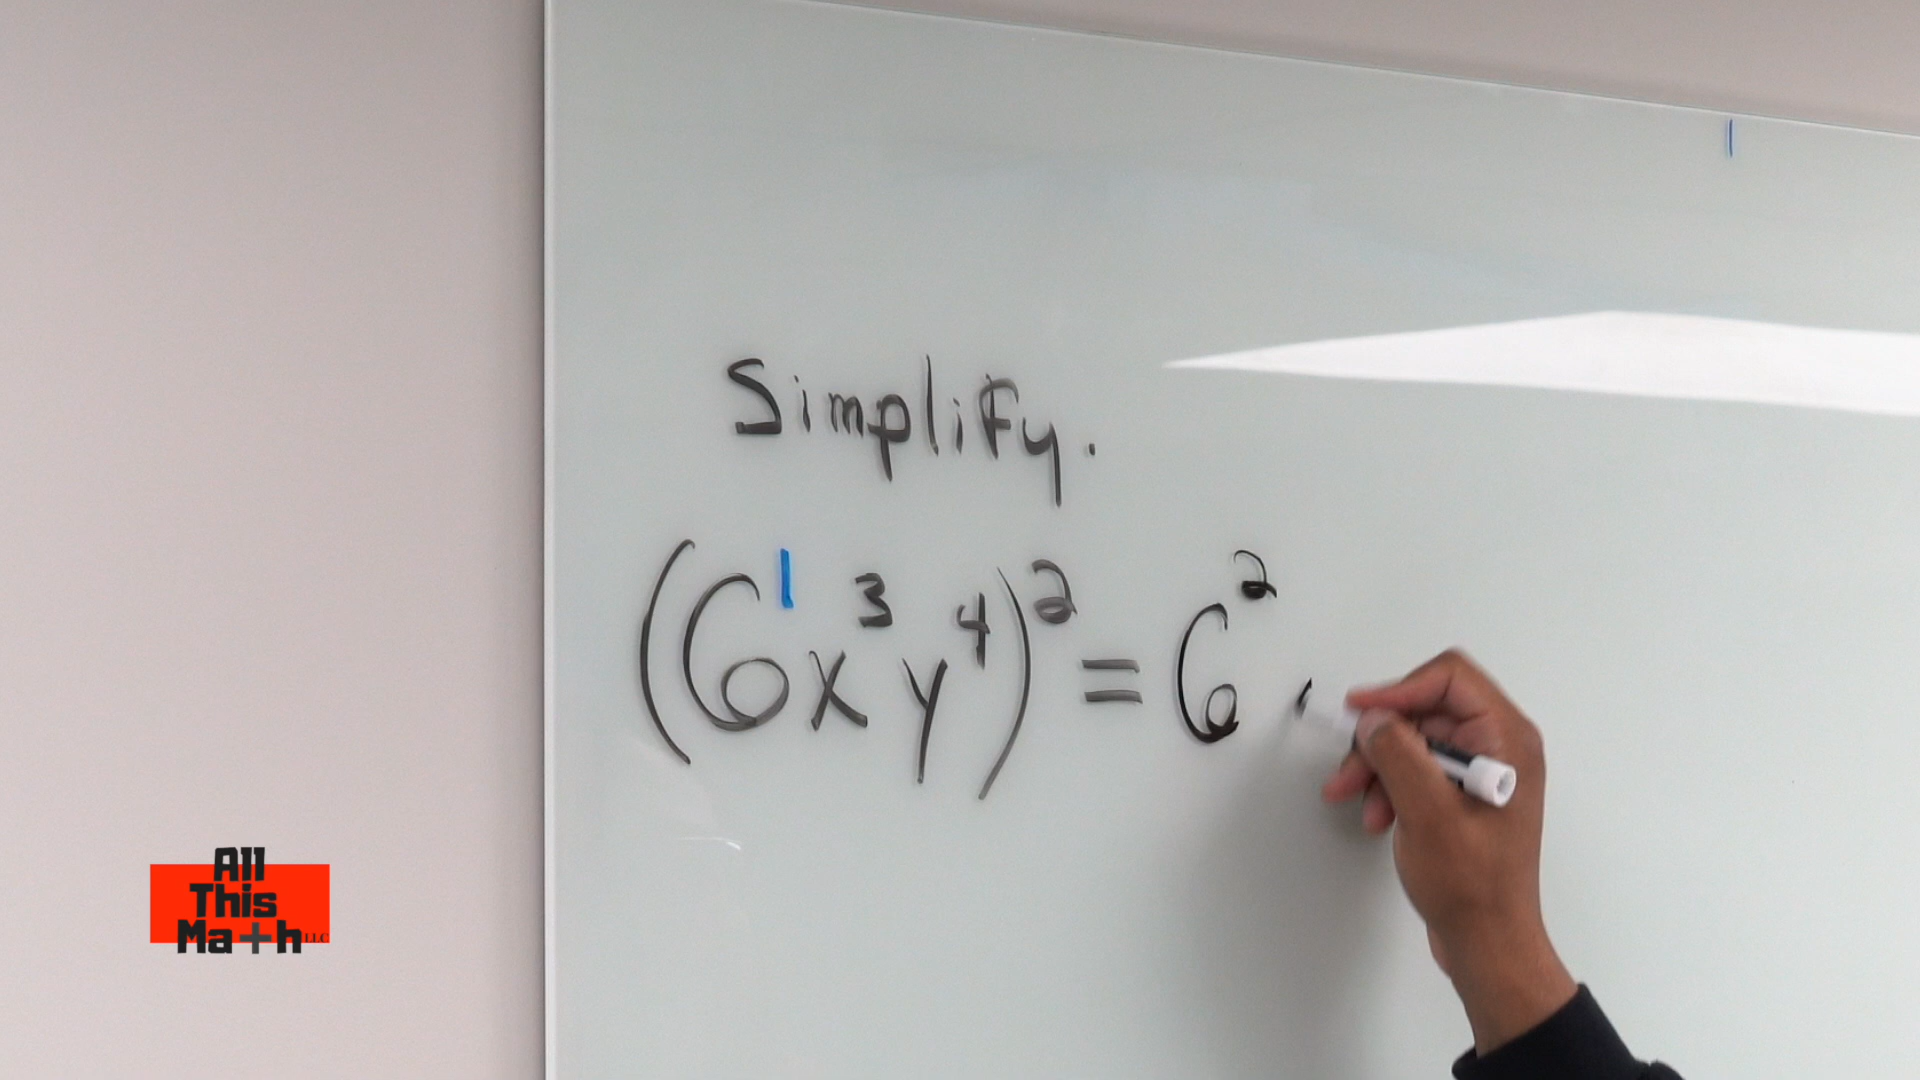 Simplify.
(6¹x³y⁴)² = 6² .
All
This
Math LLC